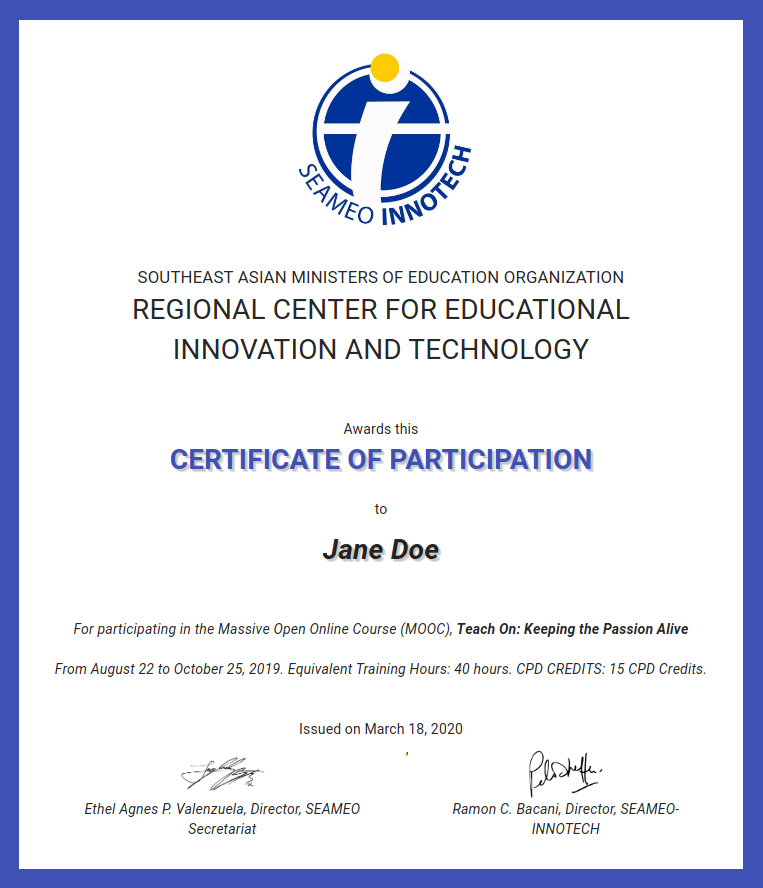 SEAMEO INNOTECH
SOUTHEAST ASIAN MINISTERS OF EDUCATION ORGANIZATION
REGIONAL CENTER FOR EDUCATIONAL
INNOVATION AND TECHNOLOGY
Awards this
CERTIFICATE OF PARTICIPATION
to
Jane Doe
For participating in the Massive Open Online Course (MOOC), Teach On: Keeping the Passion Alive
From August 22 to October 25, 2019. Equivalent Training Hours: 40 hours. CPD CREDITS: 15 CPD Credits.
Issued on March 18, 2020
,
Ethel Agnes P. Valenzuela, Director, SEAMEO
Secretariat
Ramon C. Bacani, Director, SEAMEO-
INNOTECH